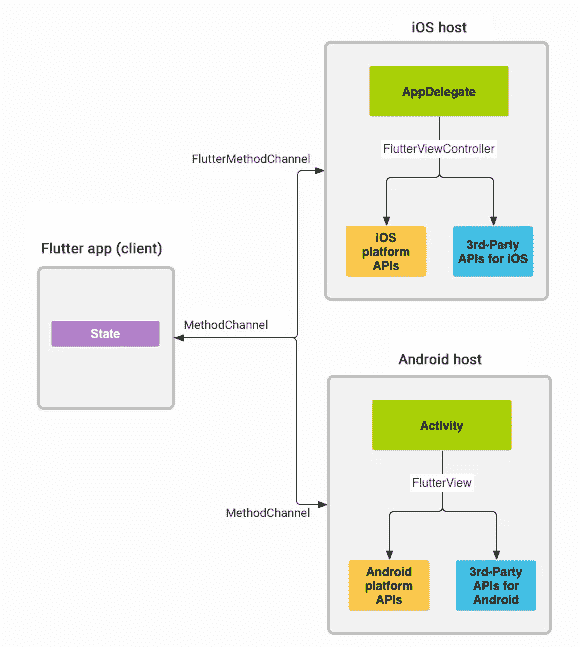 iOS host
AppDelegate
FlutterViewController
FlutterMethodChannel
iOS
platform
APIs
3rd-Party
APIs for iOS
Flutter app (client)
State
MethodChannel
Android host
Activity
FlutterView
MethodChannel
Android
platform
APIs
3rd-Party
APIs for
Android